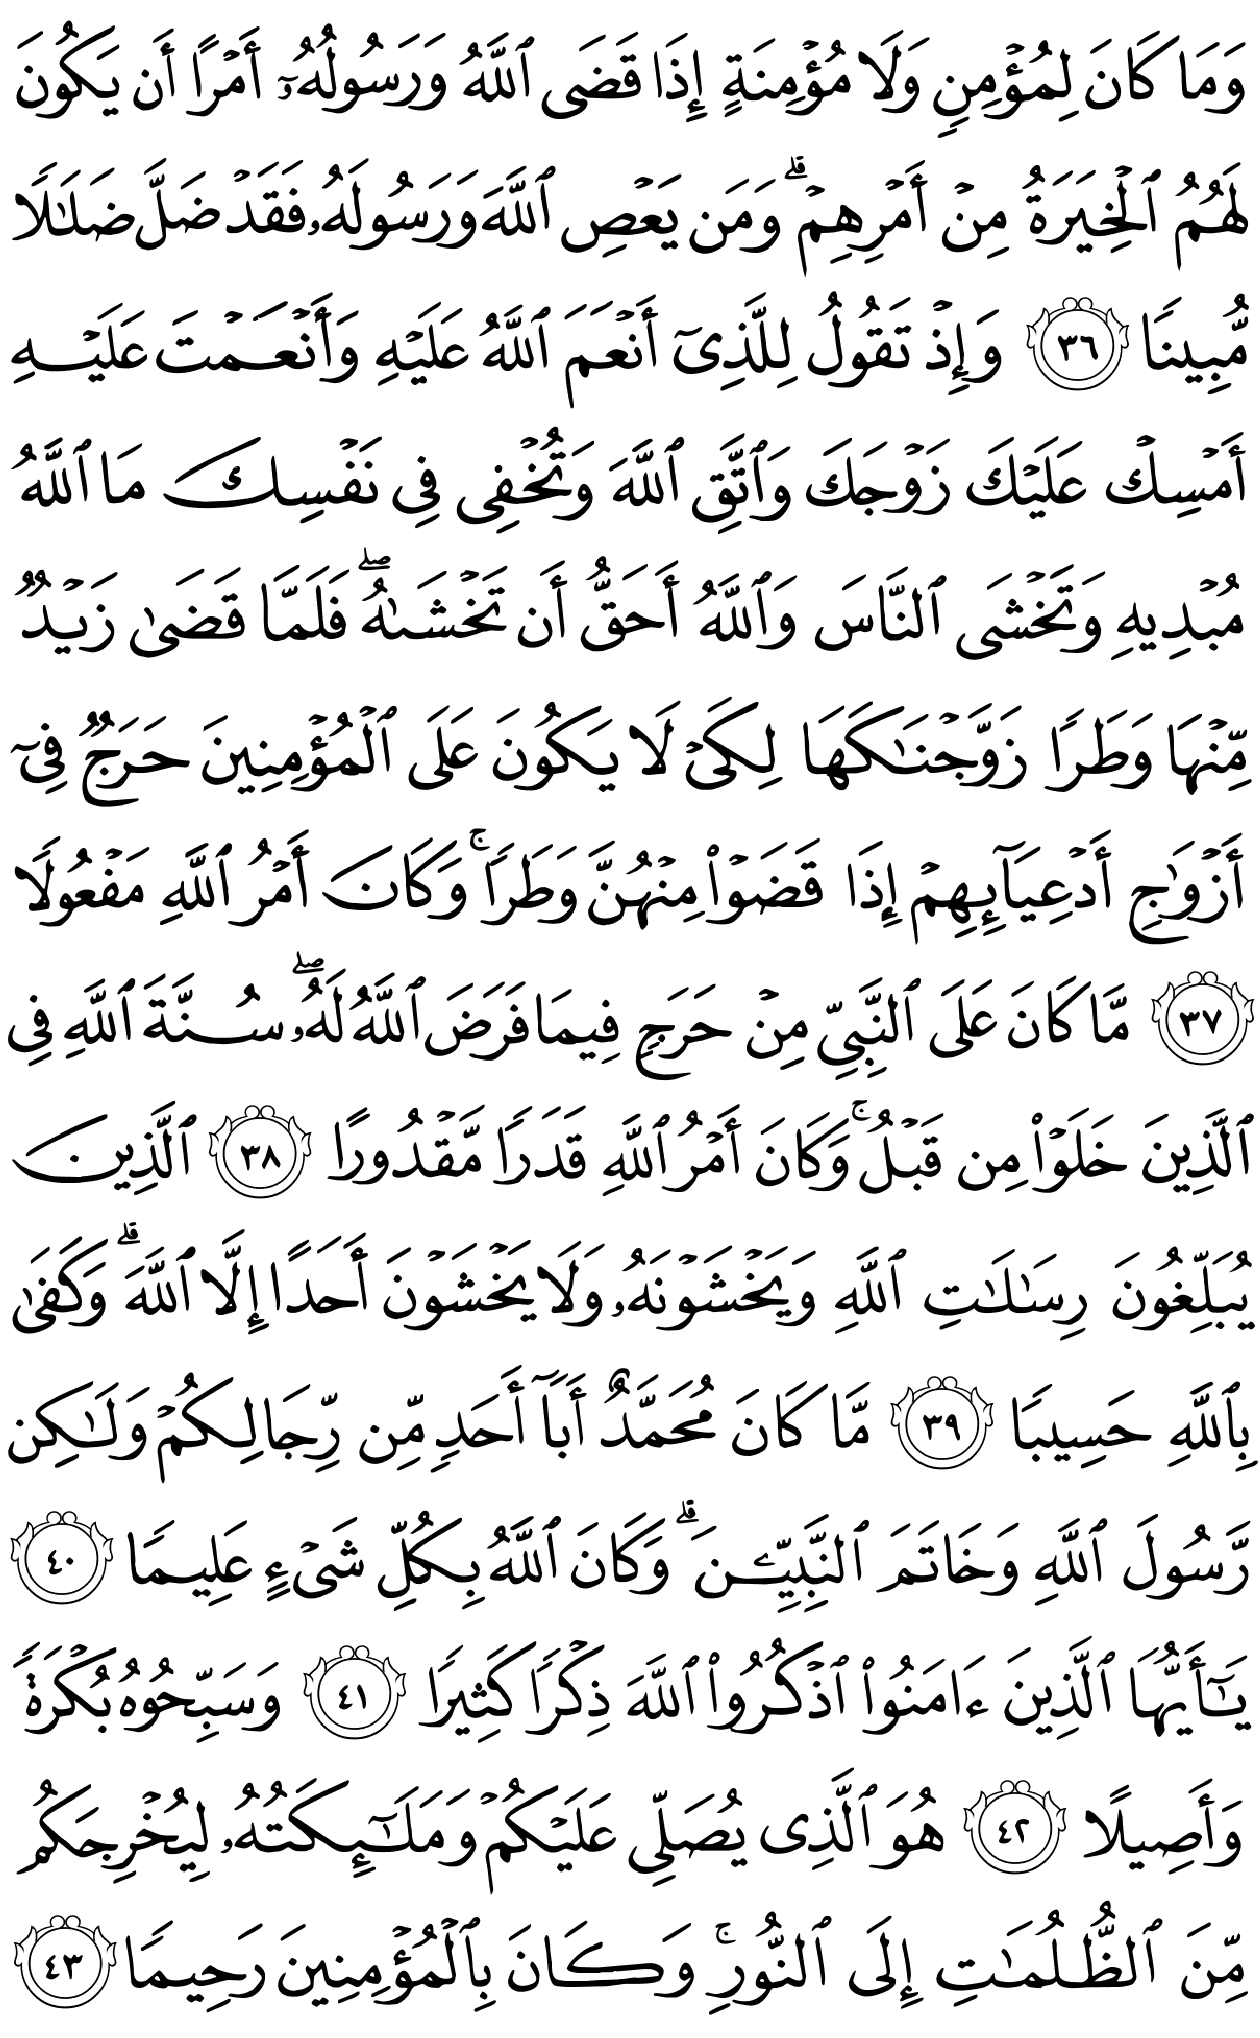 وَمَا كَانَ لِمُؤۡمِنٖ وَلَا مُؤۡمِنَةٍ إِذَا قَضَى ٱللَّهُ وَرَسُولُهُۥٓ أَمۡرًا أَن يَكُونَ
لَهُمُ ٱلۡخِيَرَةُ مِنۡ أَمۡرِهِمۡۗ وَمَن يَعۡصِ ٱللَّهَ وَرَسُولَهُۥ فَقَدۡ ضَلَّ ضَلَٰلٗا
مُّبِينٗا ٣٦ وَإِذۡ تَقُولُ لِلَّذِيٓ أَنۡعَمَ ٱللَّهُ عَلَيۡهِ وَأَنۡعَمۡتَ عَلَيۡهِ
أَمۡسِكۡ عَلَيۡكَ زَوۡجَكَ وَٱتَّقِ ٱللَّهَ وَتُخۡفِي فِي نَفۡسِكَ مَا ٱللَّهُ
مُبۡدِيهِ وَتَخۡشَى ٱلنَّاسَ وَٱللَّهُ أَحَقُّ أَن تَخۡشَىٰهُۖ فَلَمَّا قَضَىٰ زَيۡدٞ
مِّنۡهَا وَطَرٗا زَوَّجۡنَٰكَهَا لِكَيۡ لَا يَكُونَ عَلَى ٱلۡمُؤۡمِنِينَ حَرَجٞ فِيٓ
أَزۡوَٰجِ أَدۡعِيَآئِهِمۡ إِذَا قَضَوۡاْ مِنۡهُنَّ وَطَرٗاۚ وَكَانَ أَمۡرُ ٱللَّهِ مَفۡعُولٗا
٣٧ مَّا كَانَ عَلَى ٱلنَّبِيِّ مِنۡ حَرَجٖ فِيمَا فَرَضَ ٱللَّهُ لَهُۥۖ سُنَّةَ ٱللَّهِ فِي
ٱلَّذِينَ خَلَوۡاْ مِن قَبۡلُۚ وَكَانَ أَمۡرُ ٱللَّهِ قَدَرٗا مَّقۡدُورًا ٣٨ ٱلَّذِينَ
يُبَلِّغُونَ رِسَٰلَٰتِ ٱللَّهِ وَيَخۡشَوۡنَهُۥ وَلَا يَخۡشَوۡنَ أَحَدًا إِلَّا ٱللَّهَۗ وَكَفَىٰ
بِٱللَّهِ حَسِيبٗا ٣٩ مَّا كَانَ مُحَمَّدٌ أَبَآ أَحَدٖ مِّن رِّجَالِكُمۡ وَلَٰكِن
رَّسُولَ ٱللَّهِ وَخَاتَمَ ٱلنَّبِيِّـۧنَۗ وَكَانَ ٱللَّهُ بِكُلِّ شَيۡءٍ عَلِيمٗا ٤٠
يَٰٓأَيُّهَا ٱلَّذِينَ ءَامَنُواْ ٱذۡكُرُواْ ٱللَّهَ ذِكۡرٗا كَثِيرٗا ٤١ وَسَبِّحُوهُ بُكۡرَةٗ
وَأَصِيلًا ٤٢ هُوَ ٱلَّذِي يُصَلِّي عَلَيۡكُمۡ وَمَلَٰٓئِكَتُهُۥ لِيُخۡرِجَكُم
مِّنَ ٱلظُّلُمَٰتِ إِلَى ٱلنُّورِۚ وَكَانَ بِٱلۡمُؤۡمِنِينَ رَحِيمٗا ٤٣